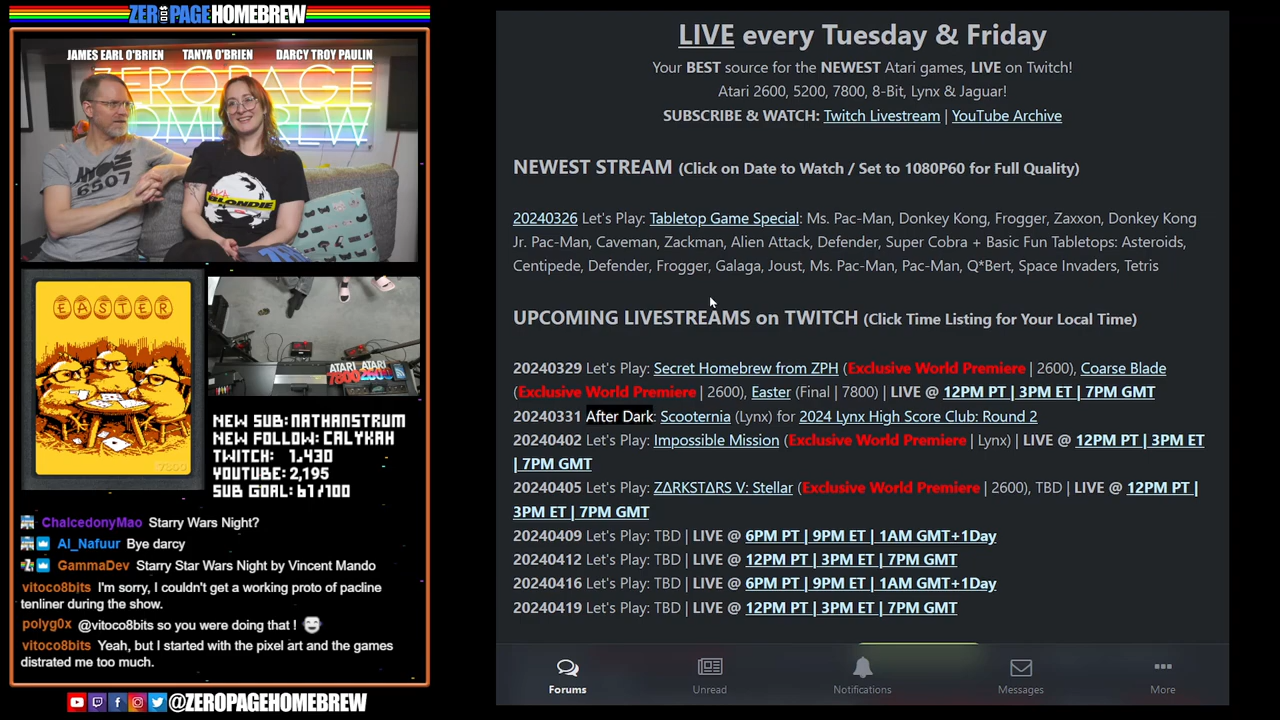 ZEROPAGEHOMEBREW
JAMES EARL O'BRIEN
TANYA O'BRIEN
DARCY TROY PAULIN
ZEROPAGE
HOMEBREW
6507
BLONDIE
EASTER
7800
ATARI 7800
ATARI 2600
NEW SUB: NATHANSTRUM
NEW FOLLOW: CALYKAH
TWITCH: 1,430
YOUTUBE: 2,195
SUB GOAL: 67/100
ChalcedonyMao Starry Wars Night?
Al_Nafuur Bye darcy
GammaDev Starry Star Wars Night by Vincent Mando
vitoco8bits I'm sorry, I couldn't get a working proto of pacline
tenliner during the show.
polyg0x @vitoco8bits so you were doing that !
vitoco8bits Yeah, but I started with the pixel art and the games
distrated me too much.
@ZEROPAGEHOMEBREW
LIVE every Tuesday & Friday
Your BEST source for the NEWEST Atari games, LIVE on Twitch!
Atari 2600, 5200, 7800, 8-Bit, Lynx & Jaguar!
SUBSCRIBE & WATCH: Twitch Livestream | YouTube Archive
NEWEST STREAM (Click on Date to Watch / Set to 1080P60 for Full Quality)
20240326 Let's Play: Tabletop Game Special: Ms. Pac-Man, Donkey Kong, Frogger, Zaxxon, Donkey Kong
Jr. Pac-Man, Caveman, Zackman, Alien Attack, Defender, Super Cobra + Basic Fun Tabletops: Asteroids,
Centipede, Defender, Frogger, Galaga, Joust, Ms. Pac-Man, Pac-Man, Q*Bert, Space Invaders, Tetris
UPCOMING LIVESTREAMS on TWITCH (Click Time Listing for Your Local Time)
20240329 Let's Play: Secret Homebrew from ZPH (Exclusive World Premiere | 2600), Coarse Blade
(Exclusive World Premiere | 2600), Easter (Final | 7800) | LIVE @ 12PM PT | 3PM ET | 7PM GMT
20240331 After Dark: Scooternia (Lynx) for 2024 Lynx High Score Club: Round 2
20240402 Let's Play: Impossible Mission (Exclusive World Premiere | Lynx) | LIVE @ 12PM PT | 3PM ET
| 7PM GMT
20240405 Let's Play: Z∆RKST∆RS V: Stellar (Exclusive World Premiere | 2600), TBD | LIVE @ 12PM PT |
3PM ET | 7PM GMT
20240409 Let's Play: TBD | LIVE @ 6PM PT | 9PM ET | 1AM GMT+1Day
20240412 Let's Play: TBD | LIVE @ 12PM PT | 3PM ET | 7PM GMT
20240416 Let's Play: TBD | LIVE @ 6PM PT | 9PM ET | 1AM GMT+1Day
20240419 Let's Play: TBD | LIVE @ 12PM PT | 3PM ET | 7PM GMT
Forums
Unread
Notifications
Messages
More